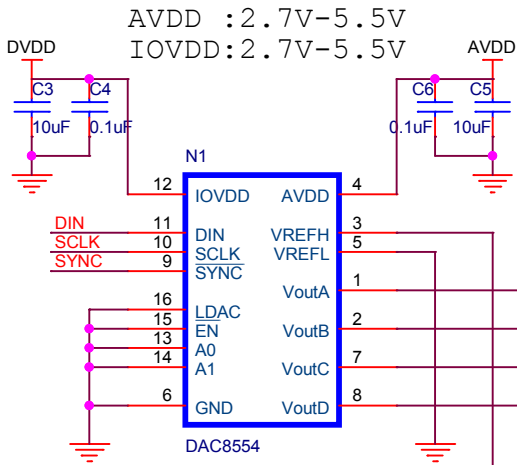 AVDD :2.7V-5.5V
IOVDD:2.7V-5.5V
DVDD
AVDD
C3
C4
C6
C5
10uF
0.1uF
0.1uF
10uF
N1
12
IOVDD
AVDD
4
DIN
11
DIN
VREFH
3
SCLK
10
SCLK
VREFL
5
SYNC
9
SYNC
VoutA
1
16
LDAC
15
EN
VoutB
2
13
A0
14
A1
VoutC
7
6
GND
VoutD
8
DAC8554